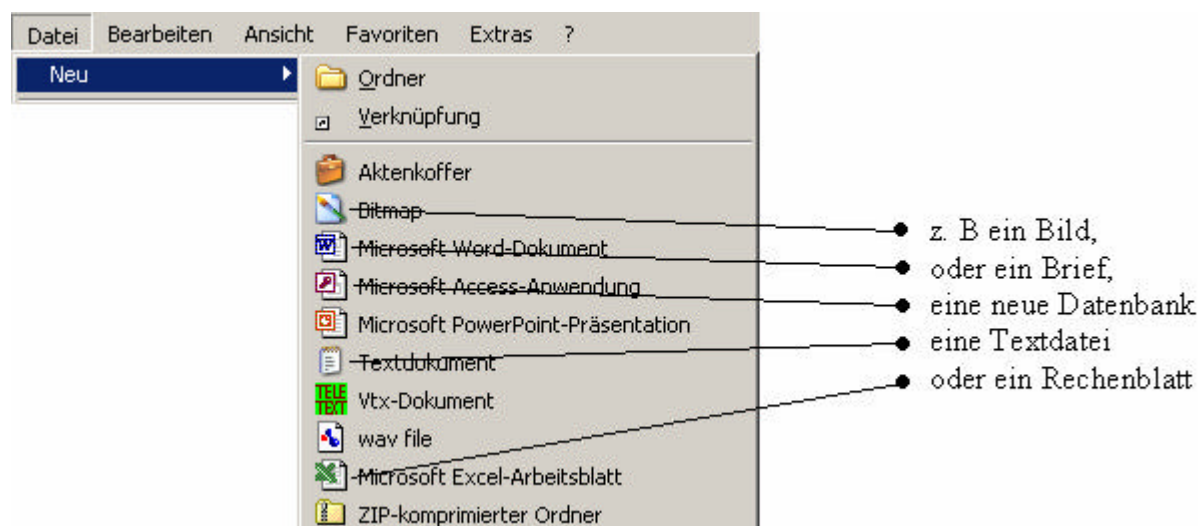 Datei Bearbeiten Ansicht Favoriten Extras ?
Neu
Ordner
Verknüpfung
Aktenkoffer
Bitmap
Microsoft Word-Dokument
Microsoft Access-Anwendung
Microsoft PowerPoint-Präsentation
Textdokument
TELE TEXT Vtx-Dokument
wav file
Microsoft Excel-Arbeitsblatt
ZIP-komprimierter Ordner
z. B ein Bild,
oder ein Brief,
eine neue Datenbank
eine Textdatei
oder ein Rechenblatt